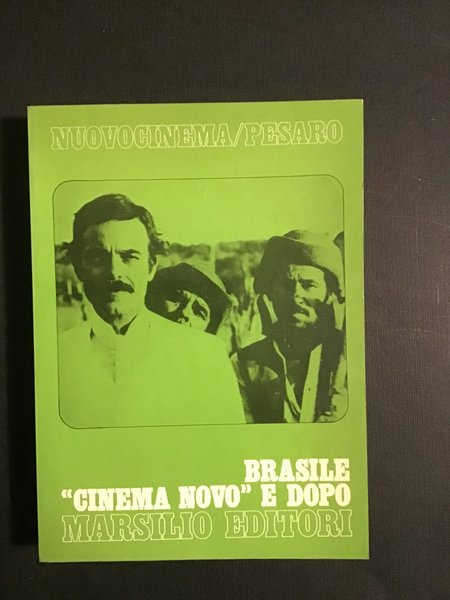 NUOVOCINEMA/PESARO
BRASILE
“CINEMA NOVO” E DOPO
MARSILIO EDITORI